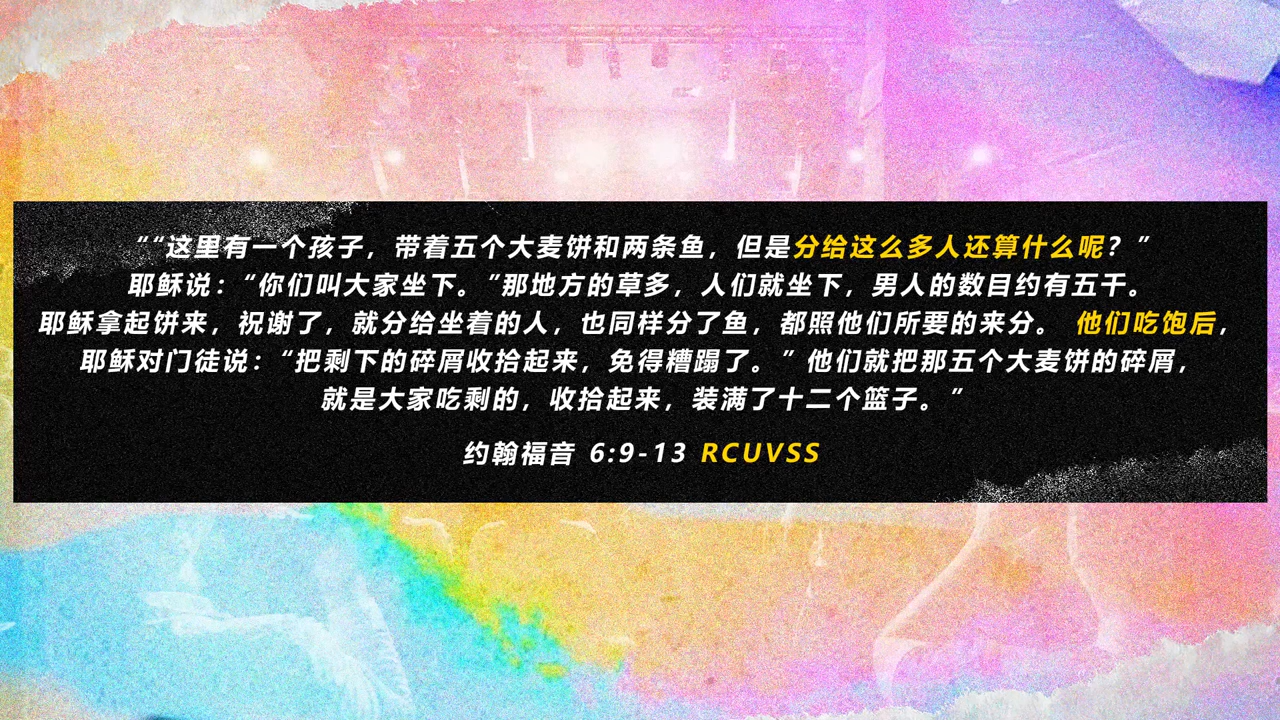 ““这里有一个孩子，带着五个大麦饼和两条鱼，但是分给这么多人还算什么呢？”
耶稣说：“你们叫大家坐下。”那地方的草多，人们就坐下，男人的数目约有五千。
耶稣拿起饼来，祝谢了，就分给坐着的人，也同样分了鱼，都照他们所要的来分。 他们吃饱后，
耶稣对门徒说：“把剩下的碎屑收拾起来，免得糟蹋了。”他们就把那五个大麦饼的碎屑，
就是大家吃剩的，收拾起来，装满了十二个篮子。”
约翰福音 6:9-13 RCUVSS